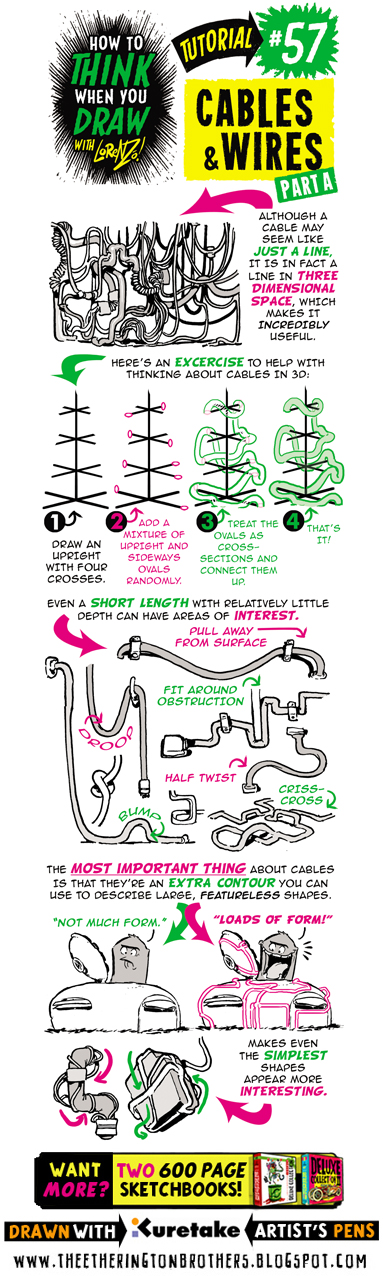 HOW TO
THINK
WHEN YOU
DRAW
WITH LORENZO!
TUTORIAL
#57
CABLES
& WIRES
PART A
ALTHOUGH A
CABLE MAY
SEEM LIKE
JUST A LINE,
IT IS IN FACT A
LINE IN THREE
DIMENSIONAL
SPACE, WHICH
MAKES IT
INCREDIBLY
USEFUL.
HERE'S AN EXCERCISE TO HELP WITH
THINKING ABOUT CABLES IN 3D:
1
DRAW AN
UPRIGHT
WITH FOUR
CROSSES.
2
ADD A
MIXTURE OF
UPRIGHT AND
SIDEWAYS
OVALS
RANDOMLY.
3
TREAT THE
OVALS AS
CROSS-
SECTIONS AND
CONNECT THEM
UP.
4
THAT'S
IT!
EVEN A SHORT LENGTH WITH RELATIVELY LITTLE
DEPTH CAN HAVE AREAS OF INTEREST.
PULL AWAY
FROM SURFACE
FIT AROUND
OBSTRUCTION
DROOP
HALF TWIST
CRISS-
CROSS
BUMP
THE MOST IMPORTANT THING ABOUT CABLES
IS THAT THEY'RE AN EXTRA CONTOUR YOU CAN
USE TO DESCRIBE LARGE, FEATURELESS SHAPES.
"NOT MUCH FORM."
"LOADS OF FORM!"
MAKES EVEN
THE SIMPLEST
SHAPES
APPEAR MORE
INTERESTING.
WANT
MORE?
TWO 600 PAGE
SKETCHBOOKS!
DELUXE
COLLECTION
DRAWN WITH Kuretake ARTIST'S PENS
WWW.THEETHERINGTONBROTHERS.BLOGSPOT.COM